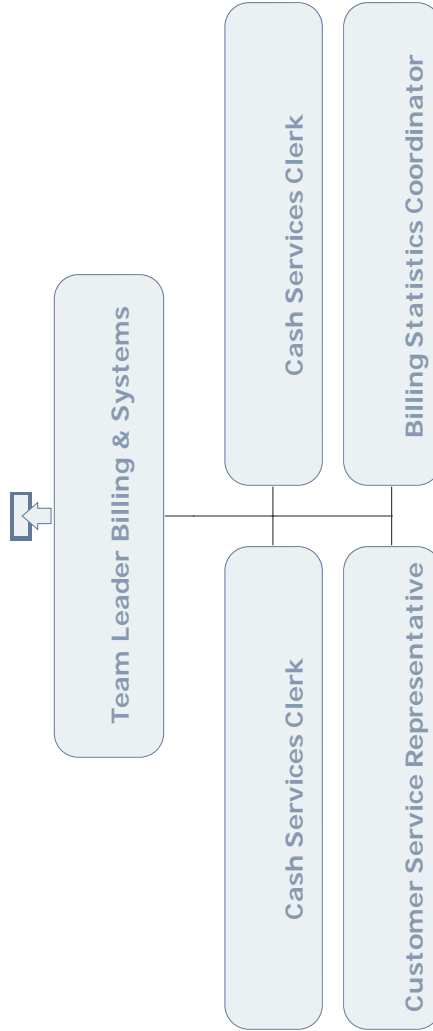 Team Leader Billing & Systems
Cash Services Clerk
Cash Services Clerk
Customer Service Representative
Billing Statistics Coordinator